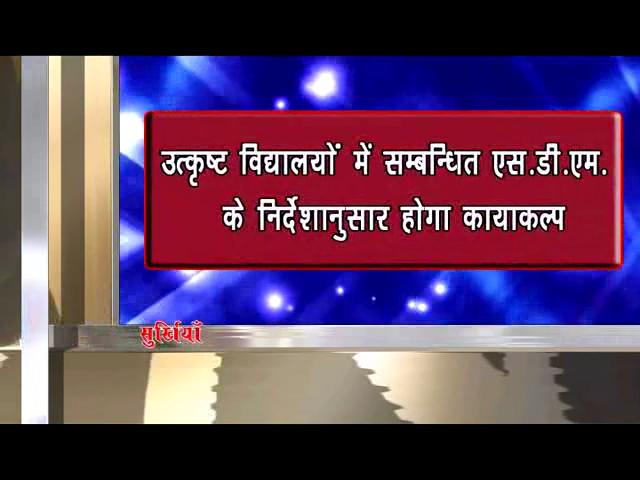 उत्कृष्ट विद्यालयों में सम्बन्धित एस.डी.एम.
के निर्देशानुसार होगा कायाकल्प
सुर्खियाँ